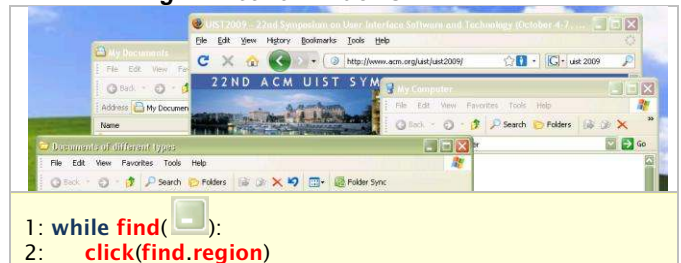 UIST2009 - 22nd Symposium on User Interface Software and Technology (October 4-7, ...
File Edit View History Bookmarks Tools Help
http://www.acm.org/uist/uist2009/ uist 2009
22ND ACM UIST SYM
My Documents
File Edit View Fav
Back
Address My Documen
Name
My Computer
File Edit View Favorites Tools Help
Back Search Folders
Go
Documents of different types
File Edit View Favorites Tools Help
Back Search Folders Folder Sync
1: while find( ):
2: click(find.region)